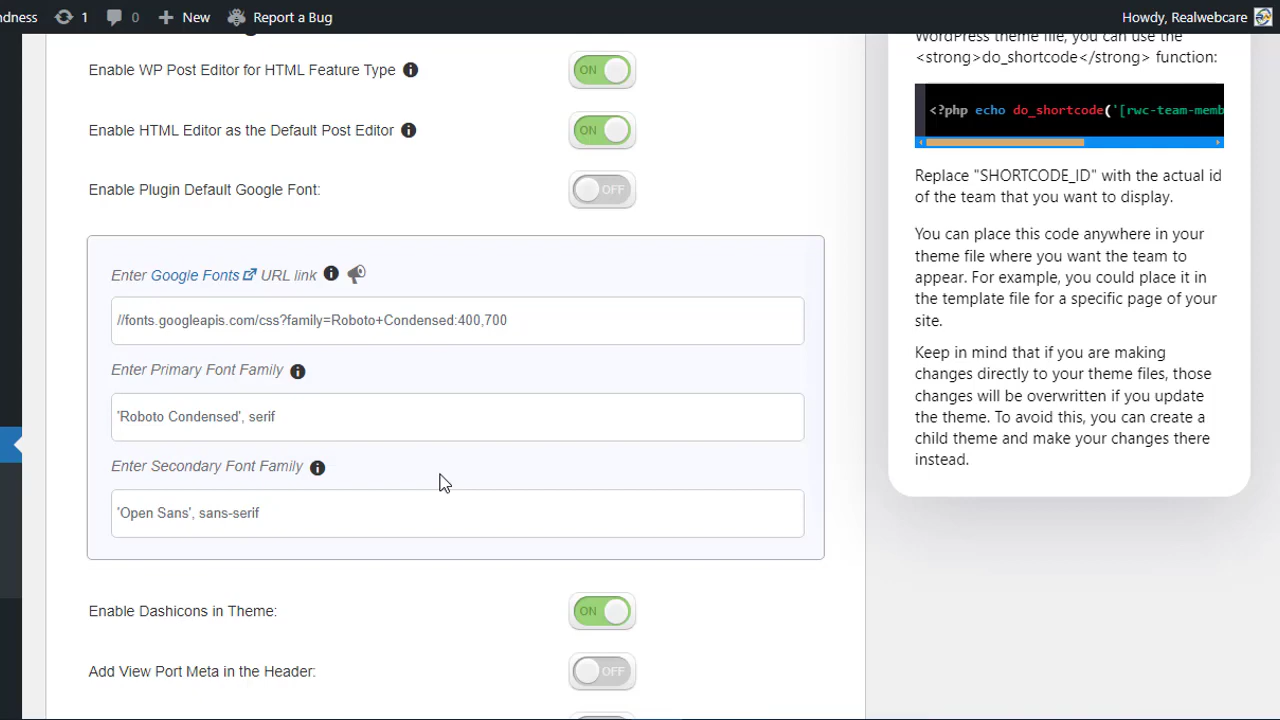 ndness 1 0 New Report a Bug Howdy, Realwebcare
Enable WP Post Editor for HTML Feature Type
ON
Enable HTML Editor as the Default Post Editor
ON
Enable Plugin Default Google Font:
OFF
Enter Google Fonts URL link
//fonts.googleapis.com/css?family=Roboto+Condensed:400,700
Enter Primary Font Family
'Roboto Condensed', serif
Enter Secondary Font Family
'Open Sans', sans-serif
Enable Dashicons in Theme:
ON
Add View Port Meta in the Header:
OFF
WordPress theme file, you can use the
<strong>do_shortcode</strong> function:
<?php echo do_shortcode('[rwc-team-memb
Replace "SHORTCODE_ID" with the actual id
of the team that you want to display.
You can place this code anywhere in your
theme file where you want the team to
appear. For example, you could place it in
the template file for a specific page of your
site.
Keep in mind that if you are making
changes directly to your theme files, those
changes will be overwritten if you update
the theme. To avoid this, you can create a
child theme and make your changes there
instead.